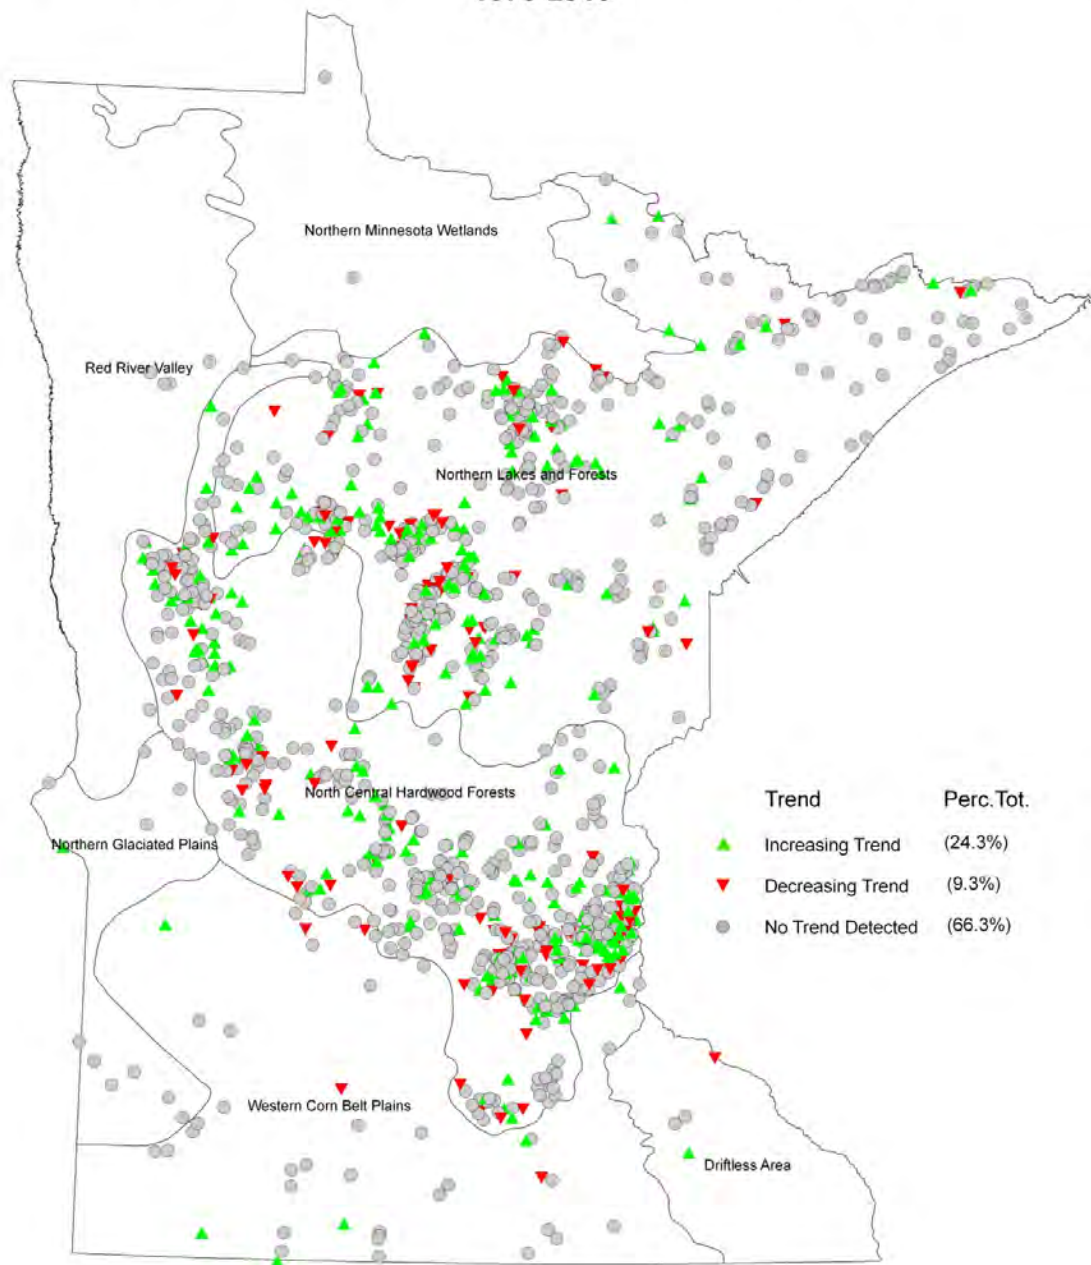 Northern Minnesota Wetlands
Red River Valley
Northern Lakes and Forests
North Central Hardwood Forests
Northern Glaciated Plains
Trend Perc.Tot.
Increasing Trend (24.3%)
Decreasing Trend (9.3%)
No Trend Detected (66.3%)
Western Corn Belt Plains
Driftless Area